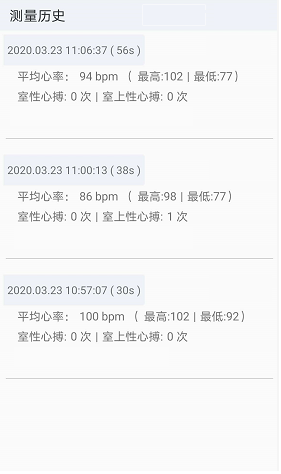 测量历史
2020.03.23 11:06:37 ( 56s )
平均心率： 94 bpm （ 最高:102 | 最低:77）
室性心搏: 0 次 | 室上性心搏: 0 次
2020.03.23 11:00:13 ( 38s )
平均心率： 86 bpm （ 最高:98 | 最低:77）
室性心搏: 0 次 | 室上性心搏: 1 次
2020.03.23 10:57:07 ( 30s )
平均心率： 100 bpm （ 最高:102 | 最低:92）
室性心搏: 0 次 | 室上性心搏: 0 次